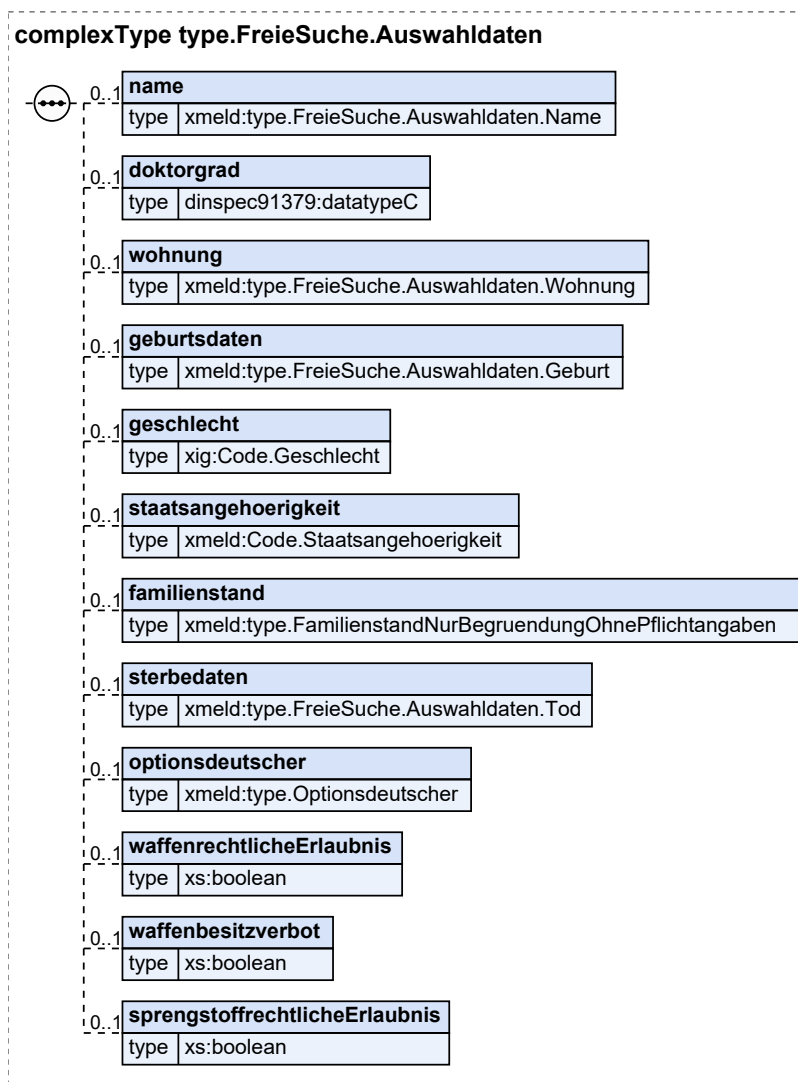 complexType type.FreieSuche.Auswahldaten
0..1 name
type xmeld:type.FreieSuche.Auswahldaten.Name
0..1 doktorgrad
type dinspec91379:datatypeC
0..1 wohnung
type xmeld:type.FreieSuche.Auswahldaten.Wohnung
0..1 geburtsdaten
type xmeld:type.FreieSuche.Auswahldaten.Geburt
0..1 geschlecht
type xig:Code.Geschlecht
0..1 staatsangehoerigkeit
type xmeld:Code.Staatsangehoerigkeit
0..1 familienstand
type xmeld:type.FamilienstandNurBegruendungOhnePflichtangaben
0..1 sterbedaten
type xmeld:type.FreieSuche.Auswahldaten.Tod
0..1 optionsdeutscher
type xmeld:type.Optionsdeutscher
0..1 waffenrechtlicheErlaubnis
type xs:boolean
0..1 waffenbesitzverbot
type xs:boolean
0..1 sprengstoffrechtlicheErlaubnis
type xs:boolean